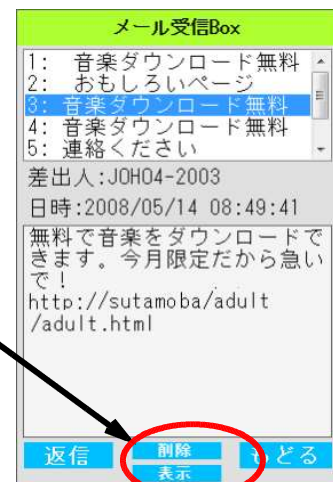 メール受信Box
1: 音楽ダウンロード無料
2: おもしろいページ
3: 音楽ダウンロード無料
4: 音楽ダウンロード無料
5: 連絡ください
差出人:JOHO4-2003
日時:2008/05/14 08:49:41
無料で音楽をダウンロードで
きます。今月限定だから急い
で!
http://sutamoba/adult
/adult.html
返信 削除 もどる
表示